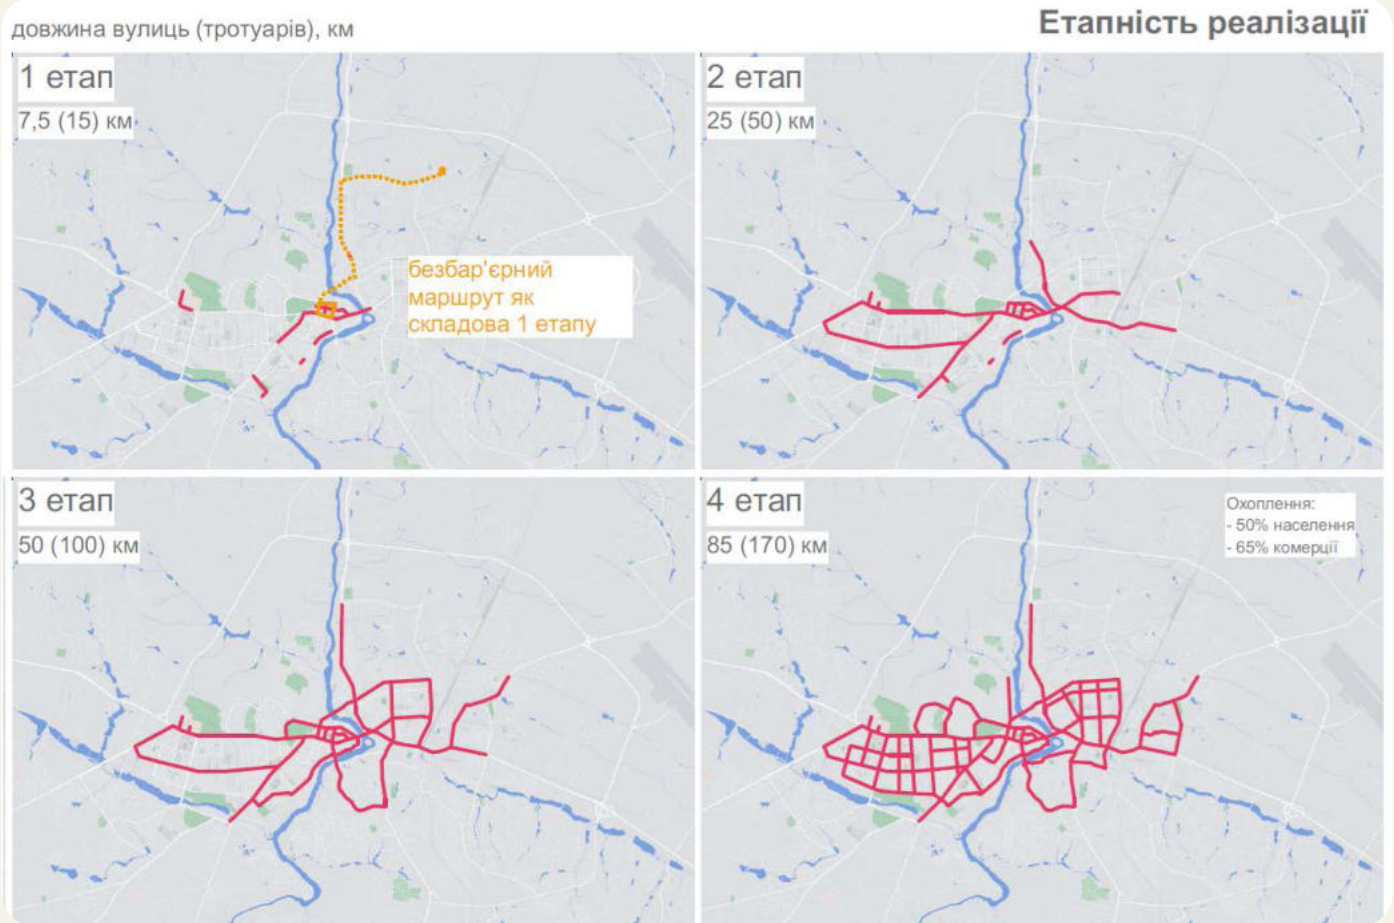 довжина вулиць (тротуарів), км
Етапність реалізації
1 етап
7,5 (15) км
безбар'єрний
маршрут як
складова 1 етапу
2 етап
25 (50) км
3 етап
50 (100) км
4 етап
85 (170) км
Охоплення:
- 50% населення
- 65% комерції